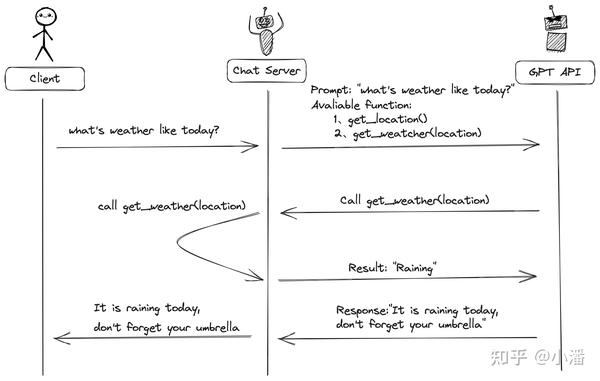 Client
Chat Server
GPT API
Prompt: "what's weather like today?"
Avaliable function:
1、get_location()
2、get_weatcher(location)
what's weather like today?
Call get_weather(location)
call get_weather(location)
Result: "Raining"
It is raining today,
don't forget your umbrella
Response:"It is raining today,
don't forget your umbrella"
知乎 @小潘